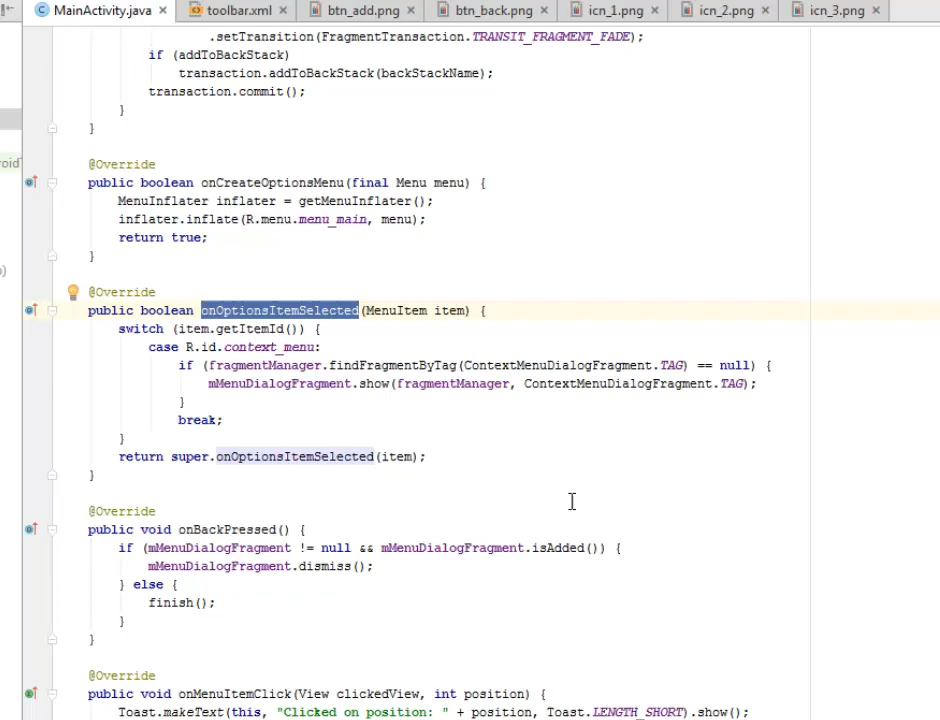 MainActivity.java toolbar.xml btn_add.png btn_back.png icn_1.png icn_2.png icn_3.png
.setTransition(FragmentTransaction.TRANSIT_FRAGMENT_FADE);
if (addToBackStack)
transaction.addToBackStack(backStackName);
transaction.commit();
}
}
@Override
public boolean onCreateOptionsMenu(final Menu menu) {
MenuInflater inflater = getMenuInflater();
inflater.inflate(R.menu.menu_main, menu);
return true;
}
@Override
public boolean onOptionsItemSelected(MenuItem item) {
switch (item.getItemId()) {
case R.id.context_menu:
if (fragmentManager.findFragmentByTag(ContextMenuDialogFragment.TAG) == null) {
mMenuDialogFragment.show(fragmentManager, ContextMenuDialogFragment.TAG);
}
break;
}
return super.onOptionsItemSelected(item);
}
@Override
public void onBackPressed() {
if (mMenuDialogFragment != null && mMenuDialogFragment.isAdded()) {
mMenuDialogFragment.dismiss();
} else {
finish();
}
}
@Override
public void onMenuItemClick(View clickedView, int position) {
Toast.makeText(this, "Clicked on position: " + position, Toast.LENGTH_SHORT).show();